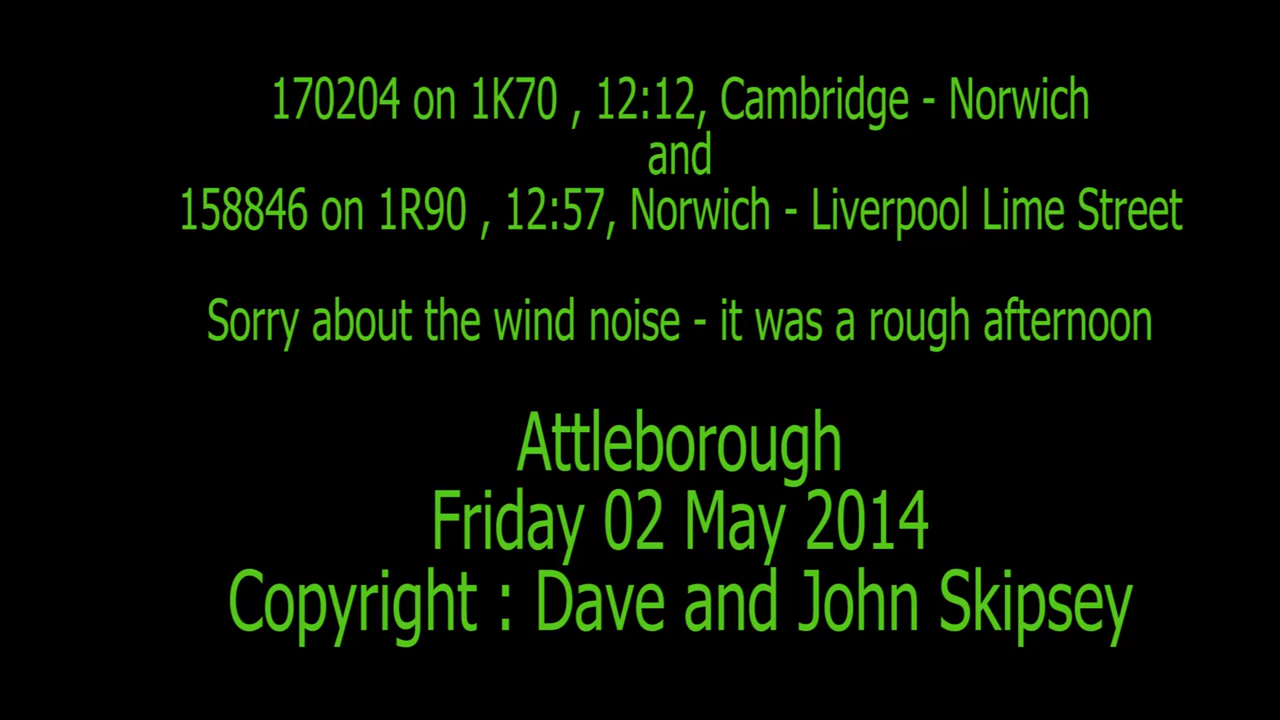 170204 on 1K70 , 12:12, Cambridge - Norwich
and
158846 on 1R90 , 12:57, Norwich - Liverpool Lime Street
Sorry about the wind noise - it was a rough afternoon
Attleborough
Friday 02 May 2014
Copyright : Dave and John Skipsey